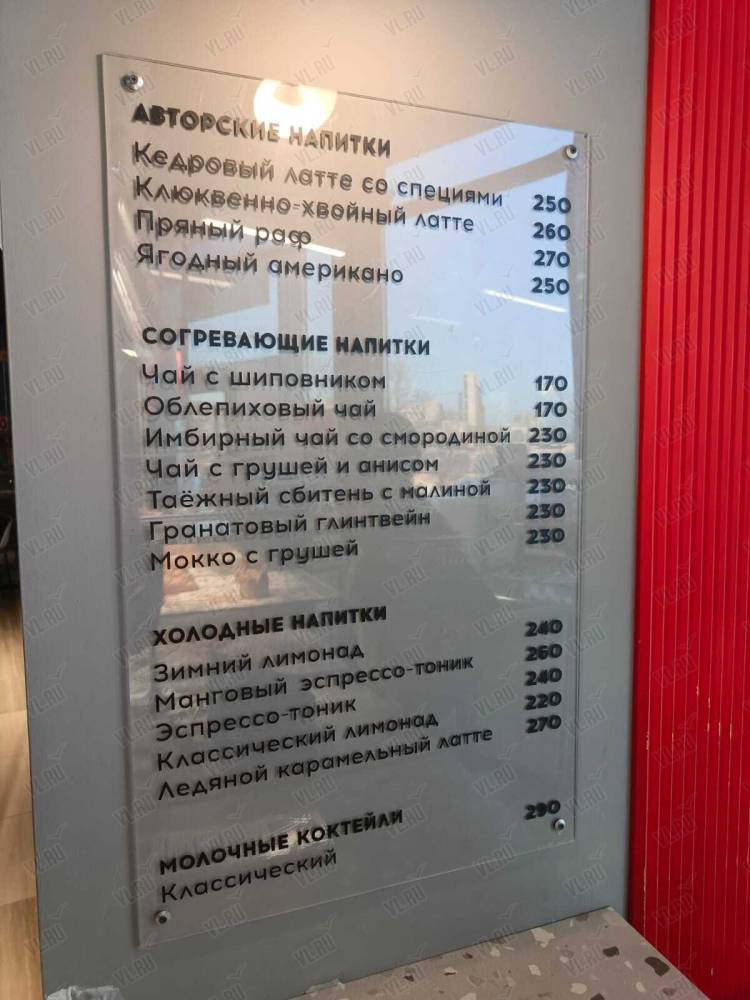 АВТОРСКИЕ НАПИТКИ
Кедровый латте со специями 250
Клюквенно-хвойный латте 260
Пряный раф 270
Ягодный американо 250
СОГРЕВАЮЩИЕ НАПИТКИ
Чай с шиповником 170
Облепиховый чай 170
Имбирный чай со смородиной 230
Чай с грушей и анисом 230
Таёжный сбитень с малиной 230
Гранатовый глинтвейн 230
Мокко с грушей 230
ХОЛОДНЫЕ НАПИТКИ
Зимний лимонад 240
Манговый эспрессо-тоник 260
Эспрессо-тоник 240
Классический лимонад 220
Ледяной карамельный латте 270
МОЛОЧНЫЕ КОКТЕЙЛИ
Классический 290
VL.RU